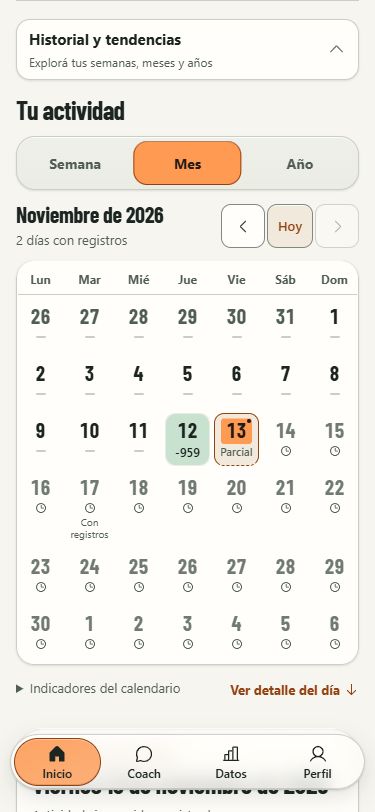 Historial y tendencias
Explorá tus semanas, meses y años
Tu actividad
Semana Mes Año
Noviembre de 2026
2 días con registros
Hoy
Lun Mar Mié Jue Vie Sáb Dom
26 27 28 29 30 31 1
2 3 4 5 6 7 8
9 10 11 12 13 14 15
-959 Parcial
16 17 18 19 20 21 22
Con
registros
23 24 25 26 27 28 29
30 1 2 3 4 5 6
Indicadores del calendario
Ver detalle del día ↓
Inicio Coach Datos Perfil